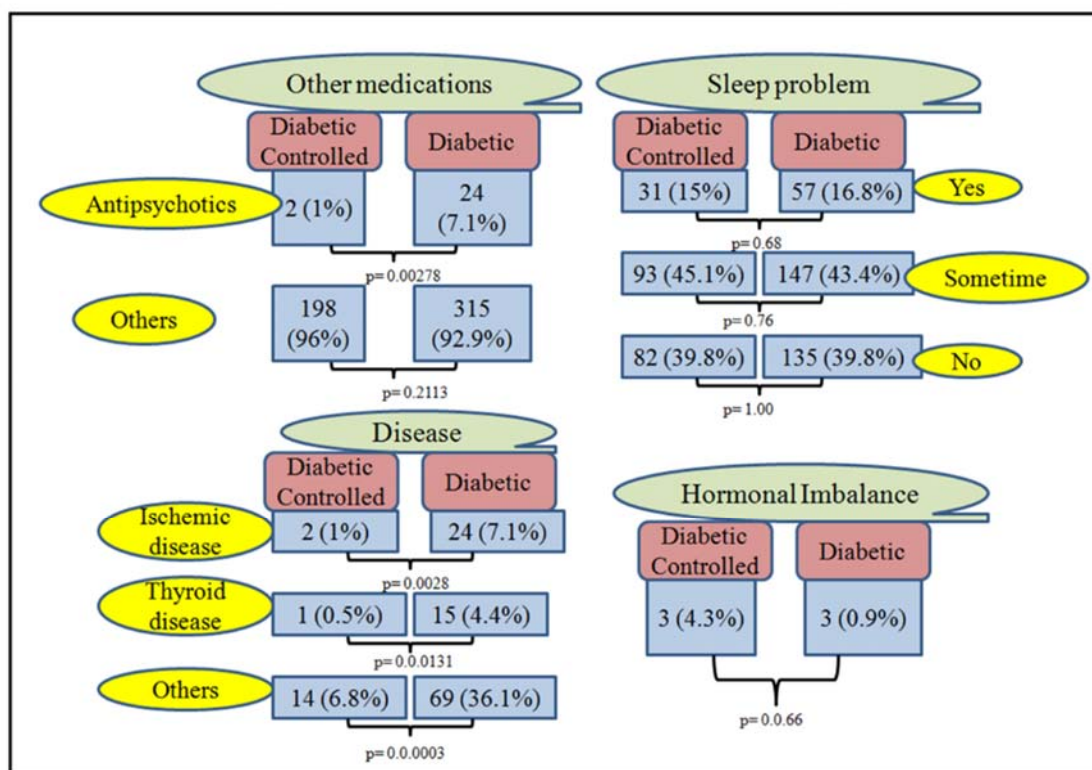 Other medications
Diabetic
Controlled
Diabetic
Antipsychotics
2 (1%)
24
(7.1%)
p= 0.00278
Others
198
(96%)
315
(92.9%)
p= 0.2113
Sleep problem
Diabetic
Controlled
Diabetic
31 (15%)
57 (16.8%)
Yes
p= 0.68
93 (45.1%)
147 (43.4%)
Sometime
p= 0.76
82 (39.8%)
135 (39.8%)
No
p= 1.00
Disease
Diabetic
Controlled
Diabetic
Ischemic
disease
2 (1%)
24 (7.1%)
p= 0.0028
Thyroid
disease
1 (0.5%)
15 (4.4%)
p= 0.0.0131
Others
14 (6.8%)
69 (36.1%)
p= 0.0.0003
Hormonal Imbalance
Diabetic
Controlled
Diabetic
3 (4.3%)
3 (0.9%)
p= 0.0.66